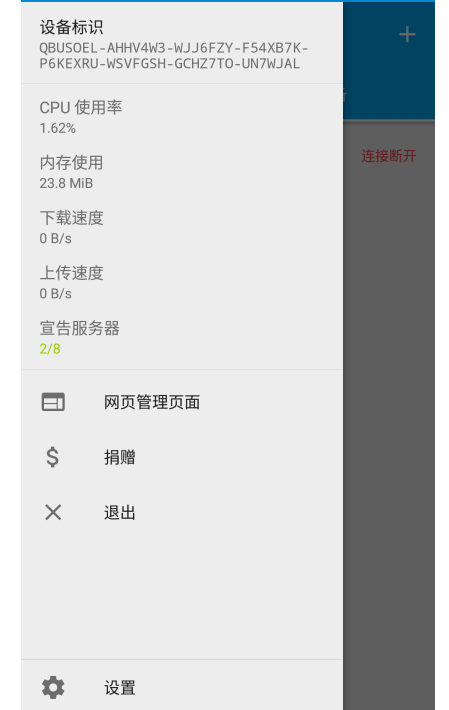 设备标识
QBUSOEL-AHHV4W3-WJJ6FZY-F54XB7K-
P6KEXRU-WSVFGSH-GCHZ7TO-UN7WJAL
CPU 使用率
1.62%
连接断开
内存使用
23.8 MiB
下载速度
0 B/s
上传速度
0 B/s
宣告服务器
2/8
网页管理页面
捐赠
退出
设置